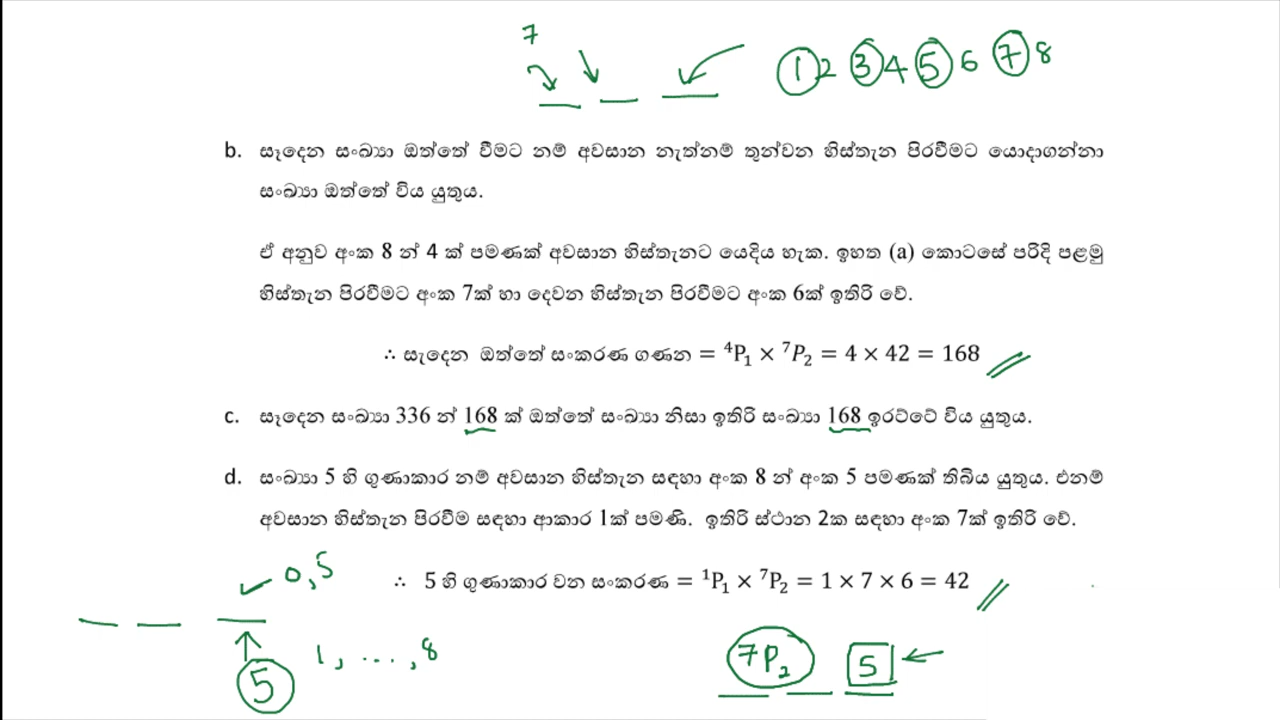 7
1 2 3 4 5 6 7 8
b. සෑදෙන සංඛ්‍යා ඔත්තේ වීමට නම් අවසාන නැත්නම් තුන්වන හිස්තැන පිරවීමට යොදාගන්නා
සංඛ්‍යා ඔත්තේ විය යුතුය.
ඒ අනුව අංක 8 න් 4 ක් පමණක් අවසාන හිස්තැනට යෙදිය හැක. ඉහත (a) කොටසේ පරිදි පළමු
හිස්තැන පිරවීමට අංක 7ක් හා දෙවන හිස්තැන පිරවීමට අංක 6ක් ඉතිරි වේ.
∴ සැදෙන ඔත්තේ සංකරණ ගණන = ⁴P₁ × ⁷P₂ = 4 × 42 = 168
c. සෑදෙන සංඛ්‍යා 336 න් 168 ක් ඔත්තේ සංඛ්‍යා නිසා ඉතිරි සංඛ්‍යා 168 ඉරට්ටේ විය යුතුය.
d. සංඛ්‍යා 5 හි ගුණාකාර නම් අවසාන හිස්තැන සඳහා අංක 8 න් අංක 5 පමණක් තිබිය යුතුය. එනම්
අවසාන හිස්තැන පිරවීම සඳහා ආකාර 1ක් පමණි. ඉතිරි ස්ථාන 2ක සඳහා අංක 7ක් ඉතිරි වේ.
∴ 5 හි ගුණාකාර වන සංකරණ = ¹P₁ × ⁷P₂ = 1 × 7 × 6 = 42
0, 5
1, ..., 8
5
7P₂ 5